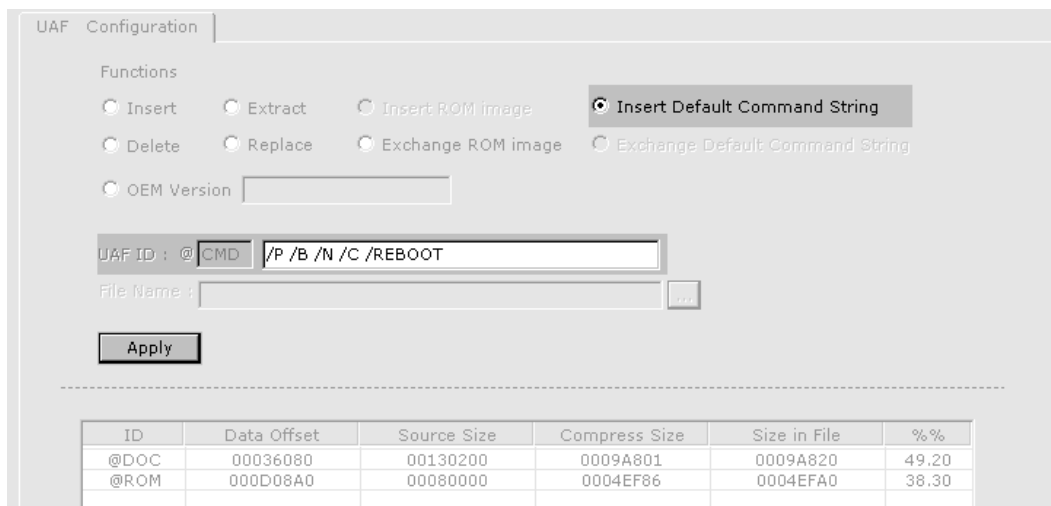 UAF Configuration
Functions
Insert Extract Insert ROM image Insert Default Command String
Delete Replace Exchange ROM image Exchange Default Command String
OEM Version
UAF ID : @ CMD /P /B /N /C /REBOOT
File Name : ...
Apply
ID Data Offset Source Size Compress Size Size in File %%
@DOC 00036080 00130200 0009A801 0009A820 49.20
@ROM 000D08A0 00080000 0004EF86 0004EFA0 38.30